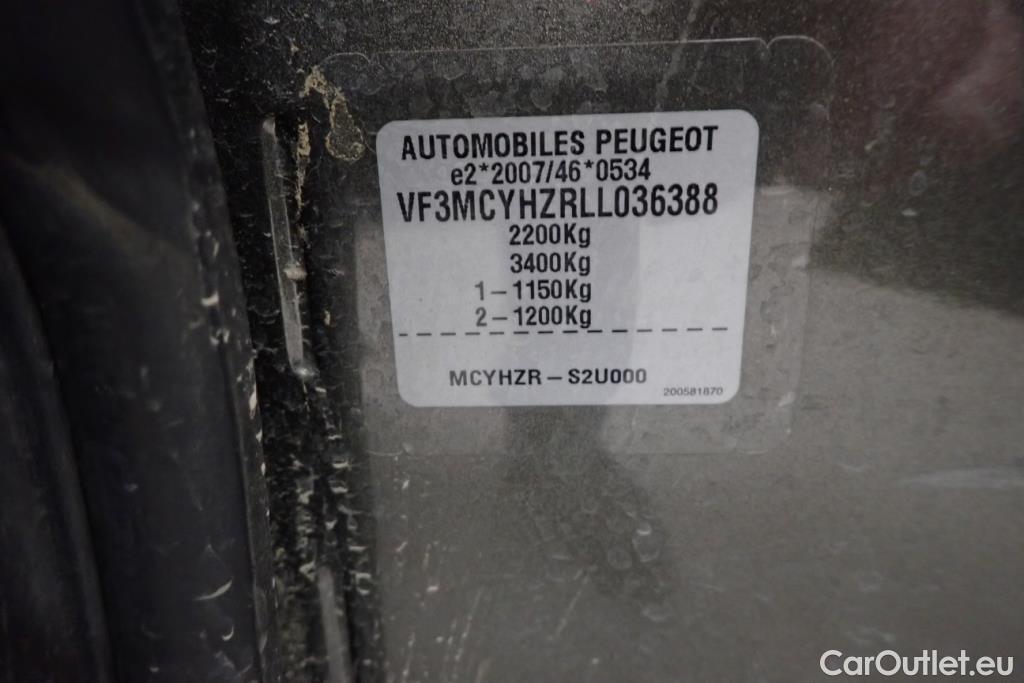 AUTOMOBILES PEUGEOT
e2*2007/46*0534
VF3MCYHZRLL036388
2200Kg
3400Kg
1-1150Kg
2-1200Kg
MCYHZR-S2U000
200581870
CarOutlet.eu